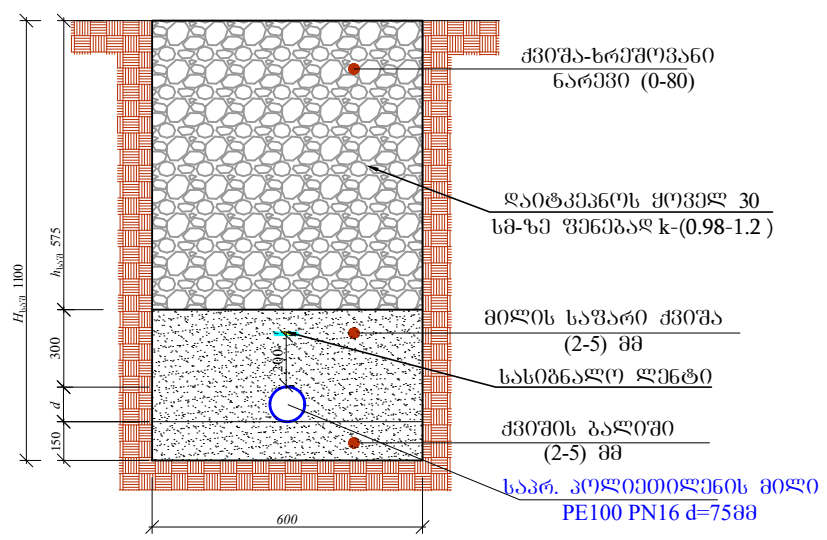 ქვიშა-ხრეშოვანი
ნარევი (0-80)
დაიტკეპნოს ყოველ 30
სმ-ზე ფენებად k-(0.98-1.2 )
მილის საფარი ქვიშა
(2-5) მმ
სასიგნალო ლენტი
ქვიშის ბალიში
(2-5) მმ
საპრ. პოლიეთილენის მილი
PE100 PN16 d=75მმ
Hსაშ 1100
hსაშ 575
300
d
150
200
600